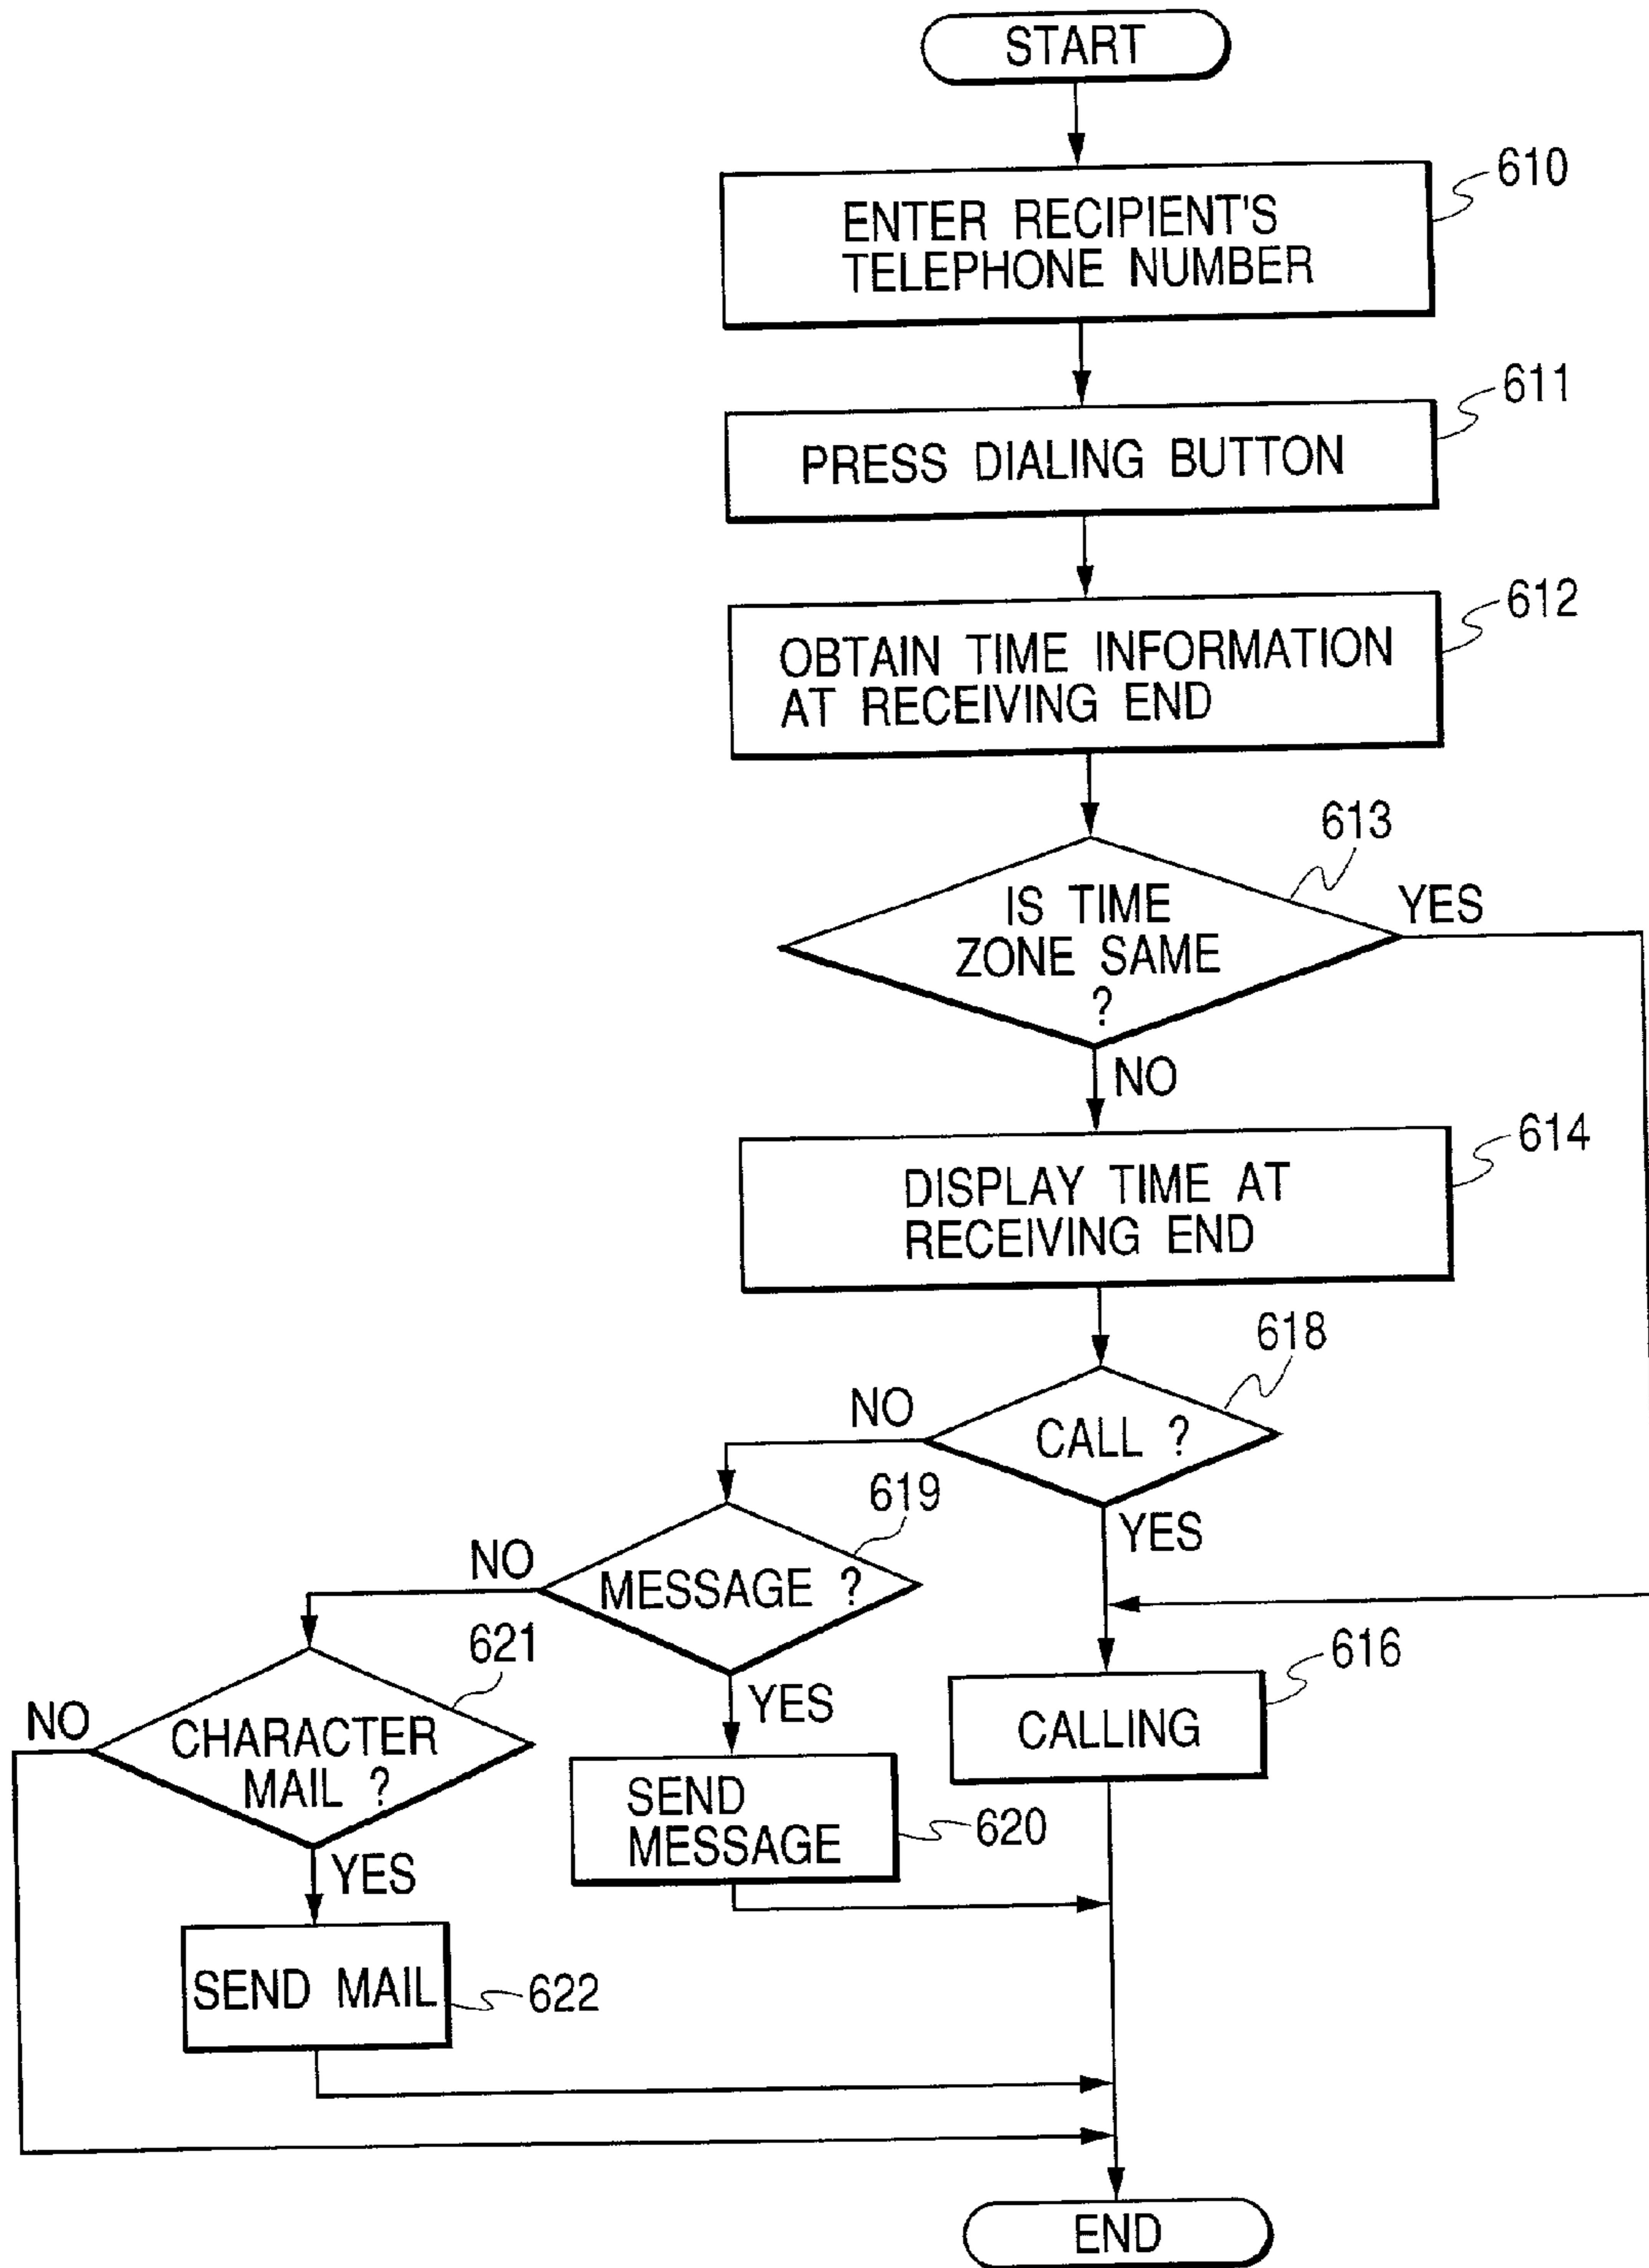 START
610
ENTER RECIPIENT'S
TELEPHONE NUMBER
611
PRESS DIALING BUTTON
612
OBTAIN TIME INFORMATION
AT RECEIVING END
613
IS TIME
ZONE SAME
?
YES
NO
614
DISPLAY TIME AT
RECEIVING END
618
NO
CALL ?
619
YES
NO
MESSAGE ?
621
616
NO
YES
CHARACTER
MAIL ?
CALLING
SEND
MESSAGE
620
YES
SEND MAIL
622
END